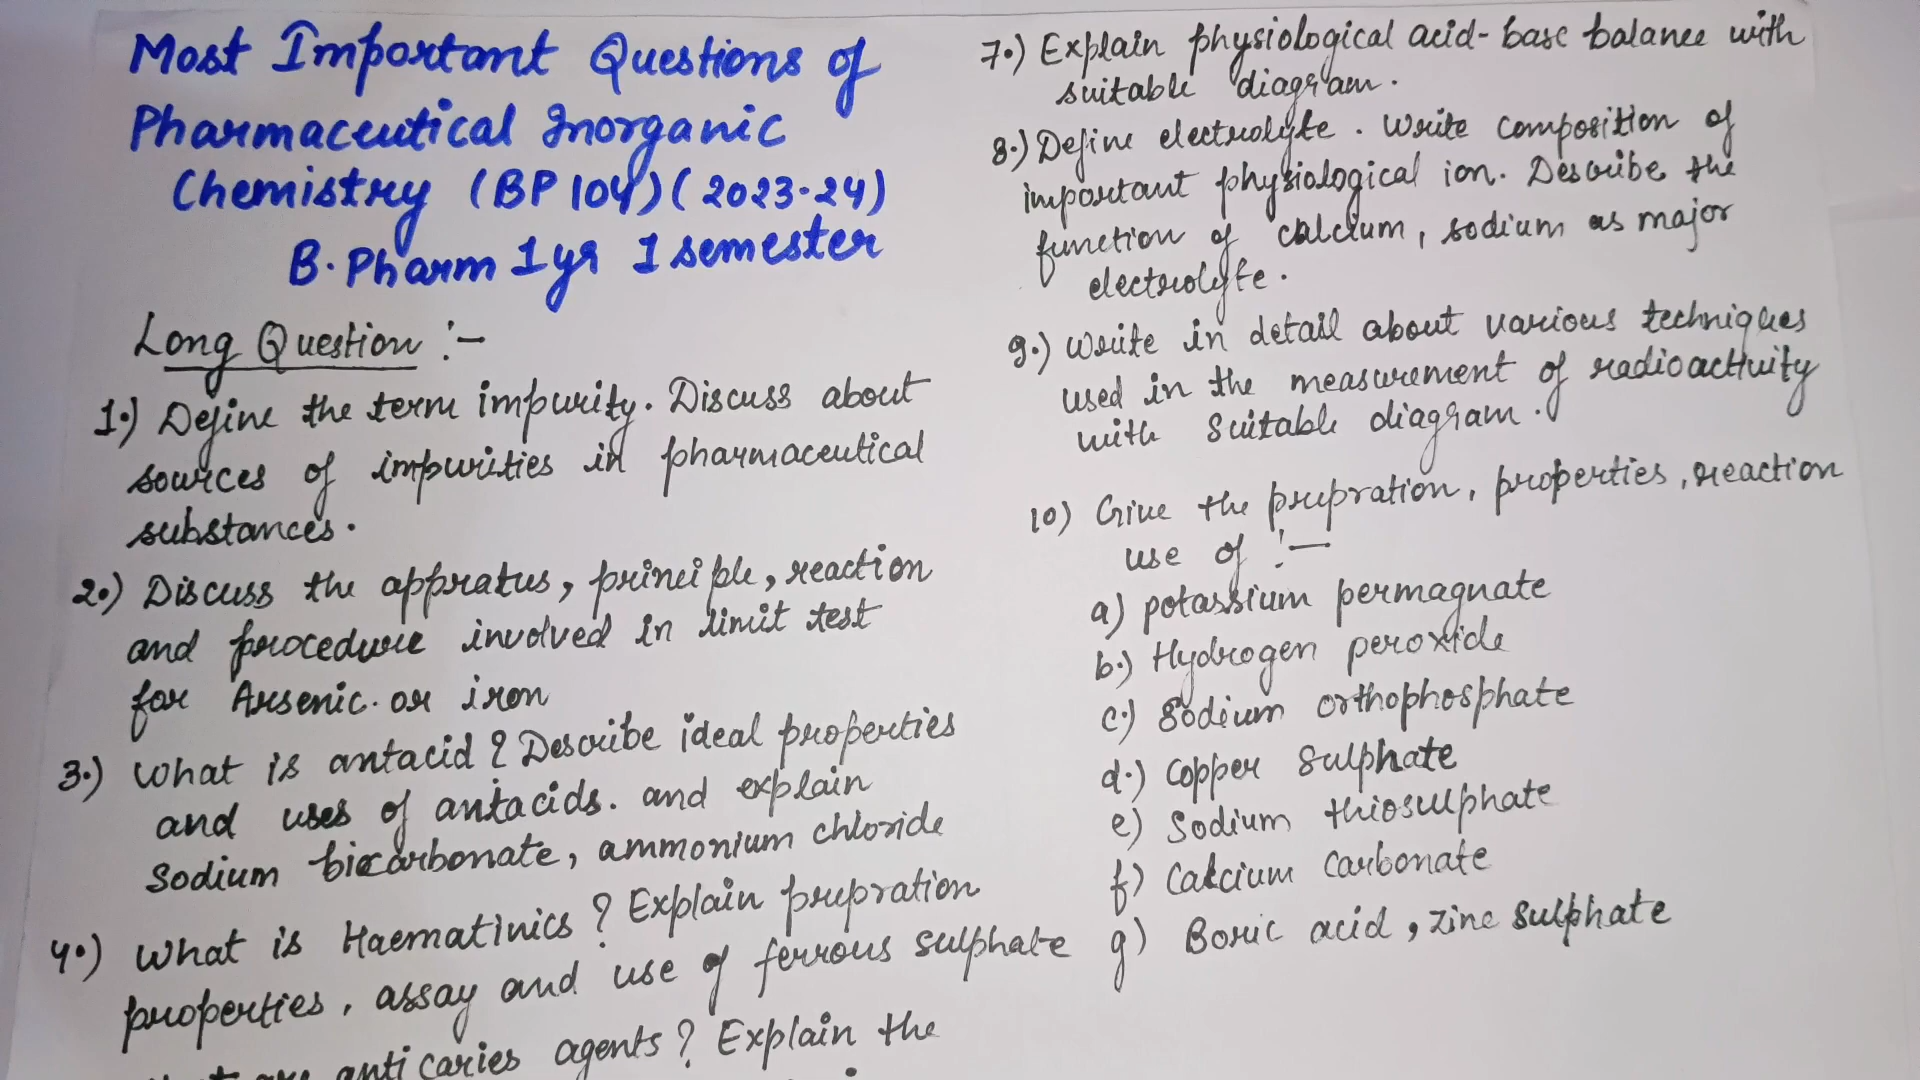 Most Important Questions of
Pharmaceutical Inorganic
Chemistry (BP 104) (2023-24)
B. Pharm 1 yr 1 semester
Long Question :-
1.) Define the term impurity. Discuss about
sources of impurities in pharmaceutical
substances.
2.) Discuss the appratus, principle, reaction
and procedure involved in limit test
for Arsenic. or iron
3.) What is antacid? Describe ideal properties
and uses of antacids. and explain
Sodium bicarbonate, ammonium chloride
4.) What is Haematinics? Explain prepration
properties, assay and use of ferrous sulphate
are anti caries agents? Explain the
7.) Explain physiological acid-base balance with
suitable diagram.
8.) Define electrolyte. Write composition of
important physiological ion. Describe the
function of calcium, sodium as major
electrolyte.
9.) Write in detail about various techniques
used in the measurement of radioactivity
with suitable diagram.
10) Give the prepration, properties, reaction
use of :-
a) potassium permagnate
b.) Hydrogen peroxide
c.) Sodium orthophosphate
d.) Copper sulphate
e) Sodium thiosulphate
f) Calcium Carbonate
g) Boric acid, zinc sulphate